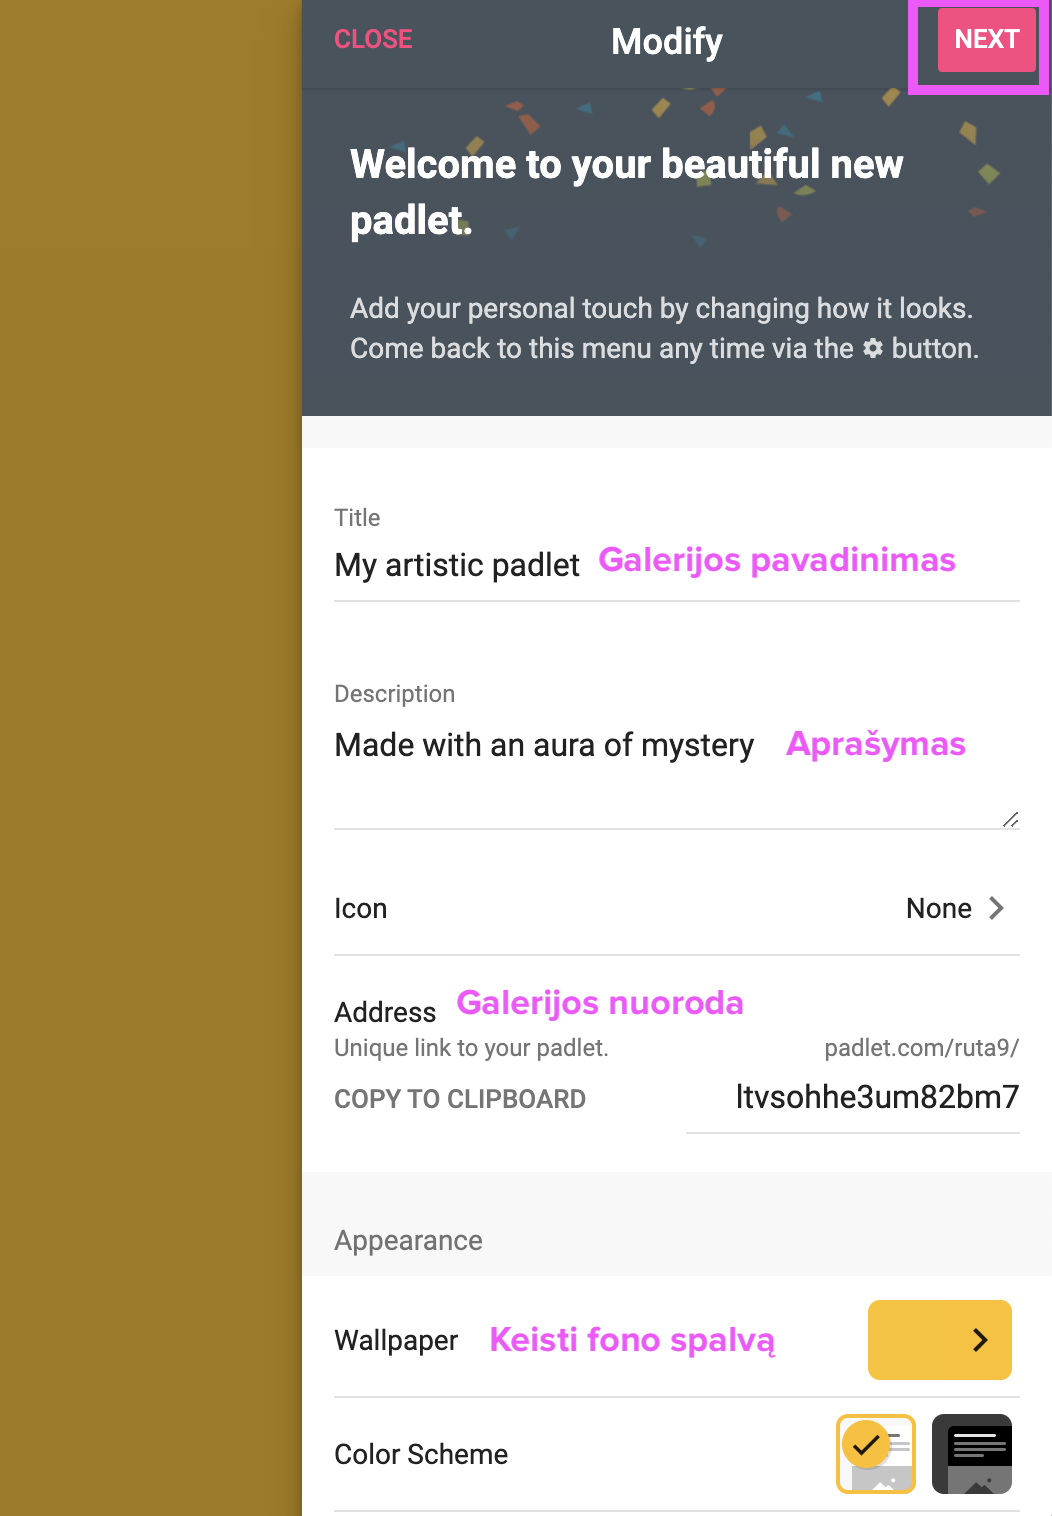 CLOSE
Modify
NEXT
Welcome to your beautiful new
padlet.
Add your personal touch by changing how it looks.
Come back to this menu any time via the button.
Title
My artistic padlet Galerijos pavadinimas
Description
Made with an aura of mystery Aprašymas
Icon
None
Address Galerijos nuoroda
Unique link to your padlet.
padlet.com/ruta9/
COPY TO CLIPBOARD
ltvsohhe3um82bm7
Appearance
Wallpaper Keisti fono spalvą
Color Scheme